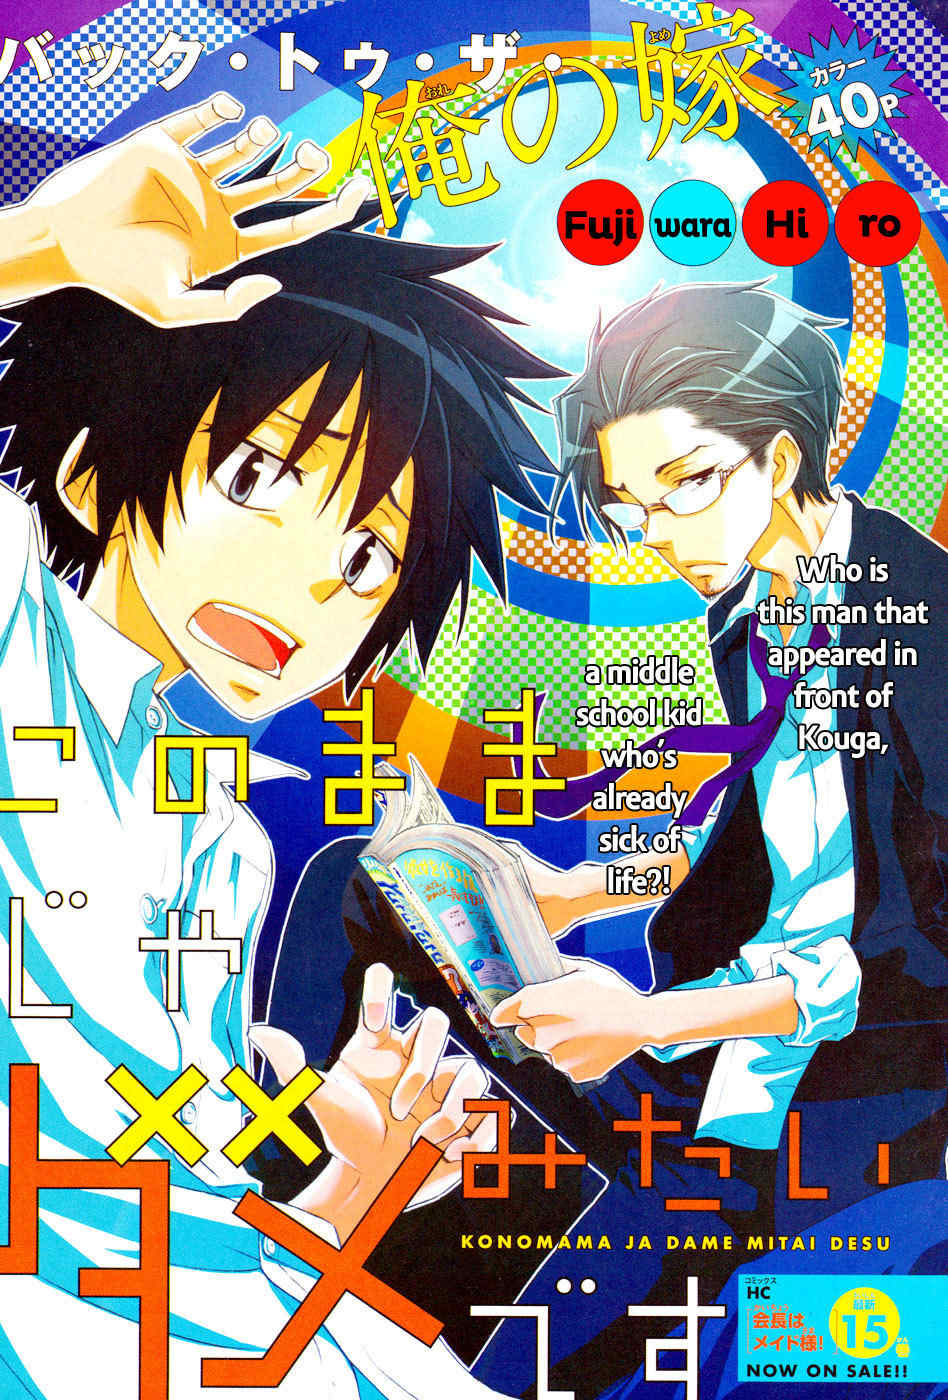 バック・トゥ・ザ・
俺の嫁
おれ
よめ
カラー
40P
Fuji wara Hi ro
Who is
this man that
appeared in
front of
Kouga,
a middle
school kid
who's
already
sick of
life?!
このまま
じゃ
ダメ
みたい
KONOMAMA JA DAME MITAI DESU
です
コミックス
HC
会長は
メイド様!
最新
15
NOW ON SALE!!